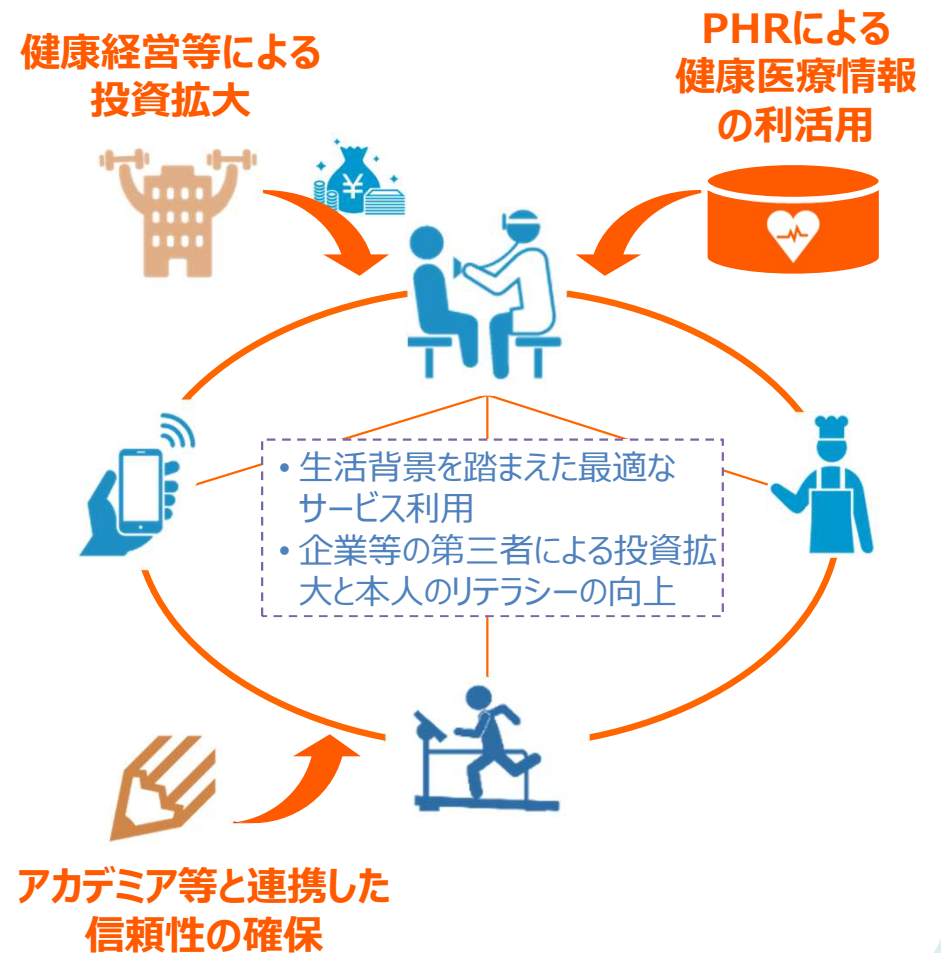 健康経営等による
投資拡大
PHRによる
健康医療情報
の利活用
¥
• 生活背景を踏まえた最適な
サービス利用
• 企業等の第三者による投資拡
大と本人のリテラシーの向上
アカデミア等と連携した
信頼性の確保